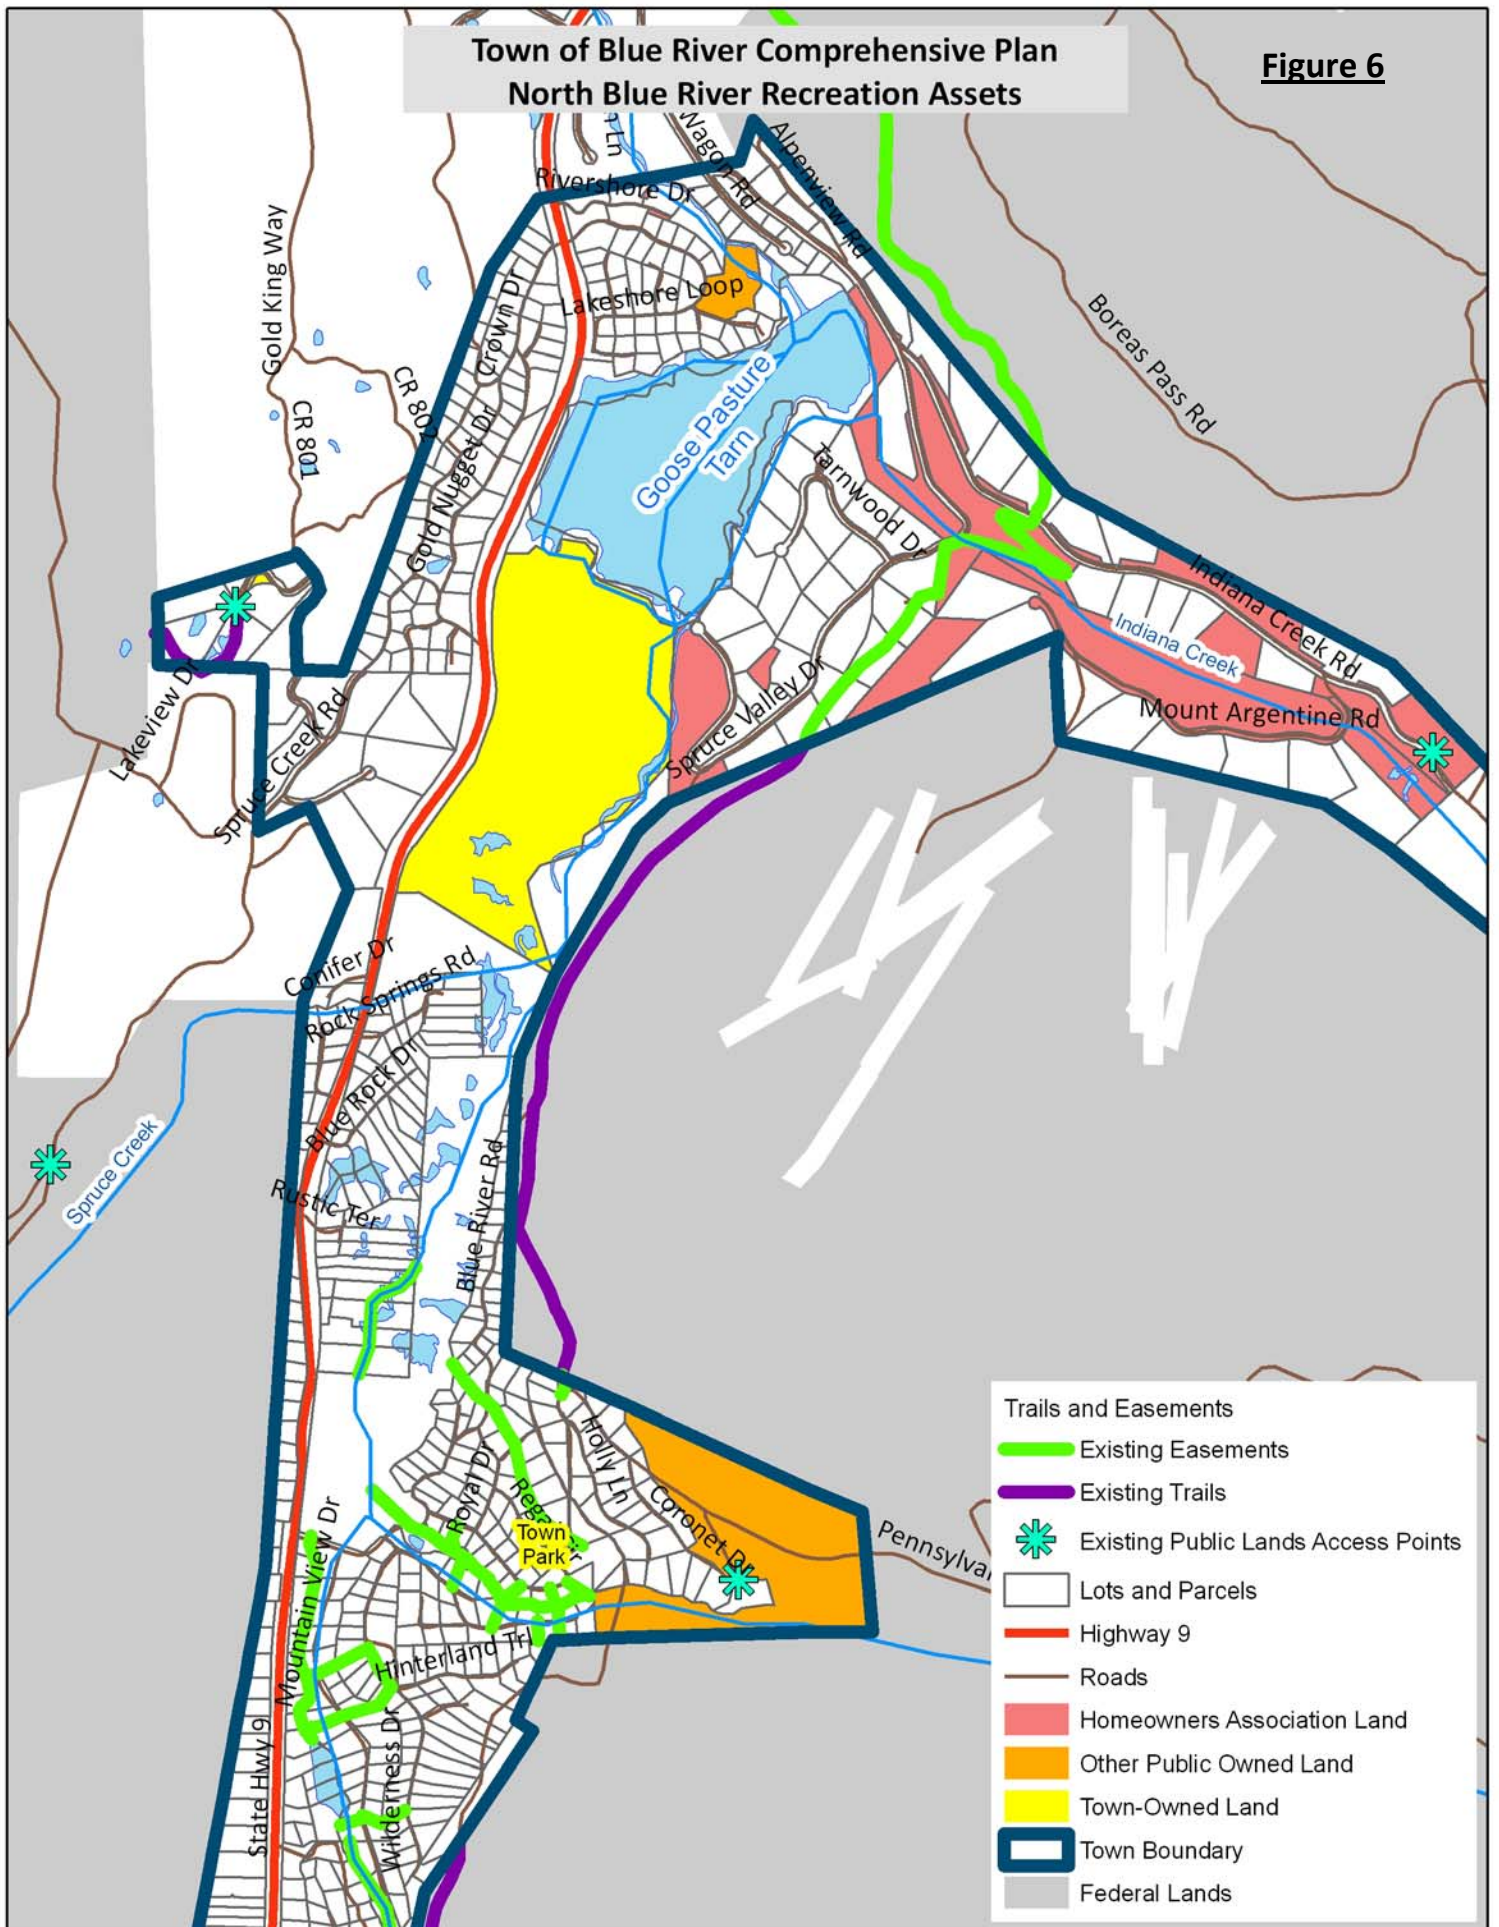 Town of Blue River Comprehensive Plan
North Blue River Recreation Assets
Figure 6
n Ln
Wagon Rd
Alpenview Rd
Rivershore Dr
Gold King Way
Crown Dr
Lakeshore Loop
Boreas Pass Rd
CR 801
CR 802
Goose Pasture
Tarn
Gold Nugget Dr
Tarnwood Dr
Indiana Creek Rd
Indiana Creek
Lakeview Dr
Spruce Creek Rd
Spruce Valley Dr
Mount Argentine Rd
Conifer Dr
Rock Springs Rd
Blue Rock Dr
Spruce Creek
Rustic Ter
Blue River Rd
Holly Ln
Royal Dr
Coronet Dr
Town
Park
Pennsylva
Mountain View Dr
Hinterland Trl
State Hwy 9
Wilderness Dr
Trails and Easements
Existing Easements
Existing Trails
Existing Public Lands Access Points
Lots and Parcels
Highway 9
Roads
Homeowners Association Land
Other Public Owned Land
Town-Owned Land
Town Boundary
Federal Lands